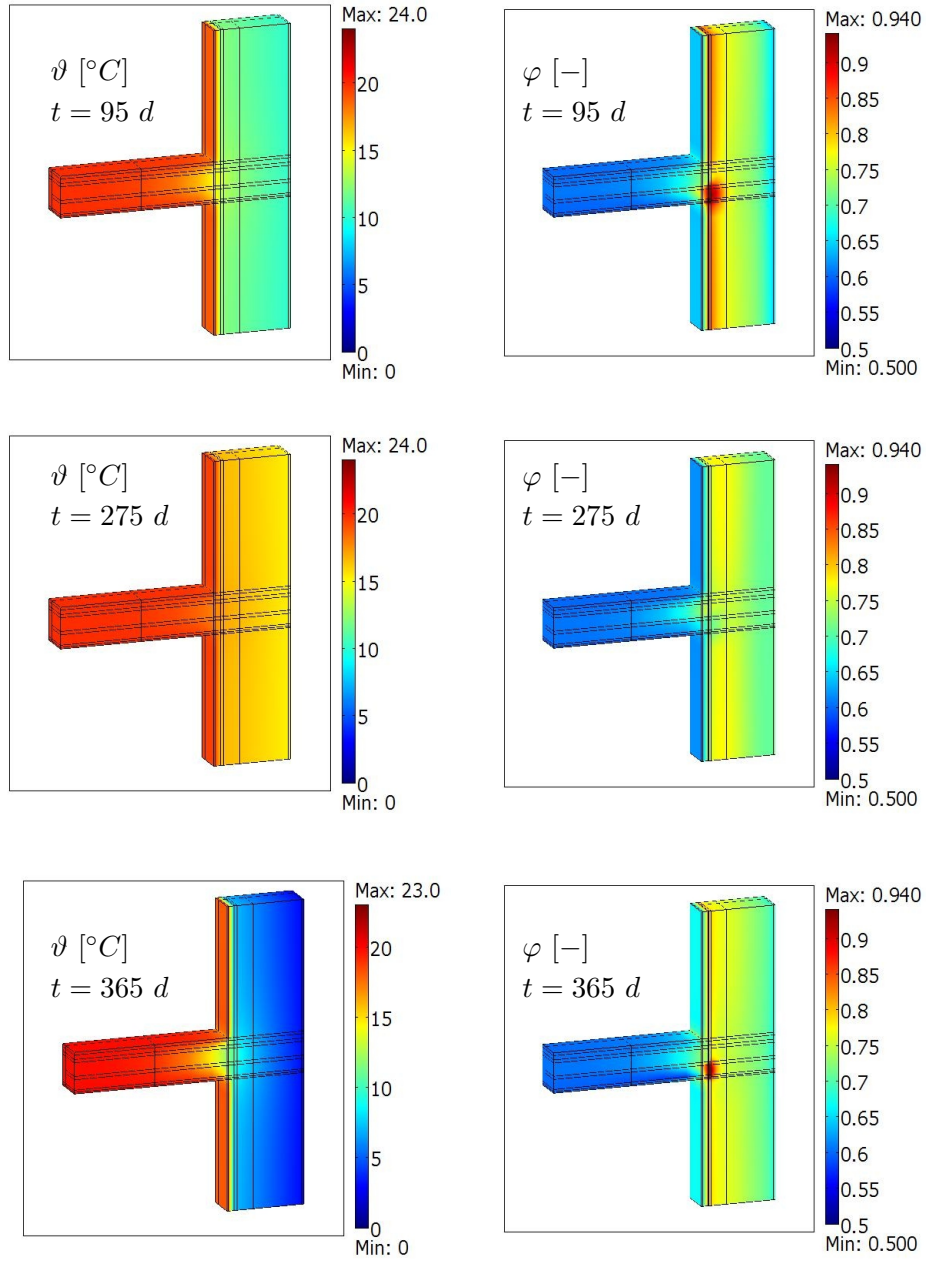 Max: 24.0
ϑ [°C]
t = 95 d
20
15
10
5
0
Min: 0
Max: 0.940
φ [−]
t = 95 d
0.9
0.85
0.8
0.75
0.7
0.65
0.6
0.55
0.5
Min: 0.500
Max: 24.0
ϑ [°C]
t = 275 d
20
15
10
5
0
Min: 0
Max: 0.940
φ [−]
t = 275 d
0.9
0.85
0.8
0.75
0.7
0.65
0.6
0.55
0.5
Min: 0.500
Max: 23.0
ϑ [°C]
t = 365 d
20
15
10
5
0
Min: 0
Max: 0.940
φ [−]
t = 365 d
0.9
0.85
0.8
0.75
0.7
0.65
0.6
0.55
0.5
Min: 0.500